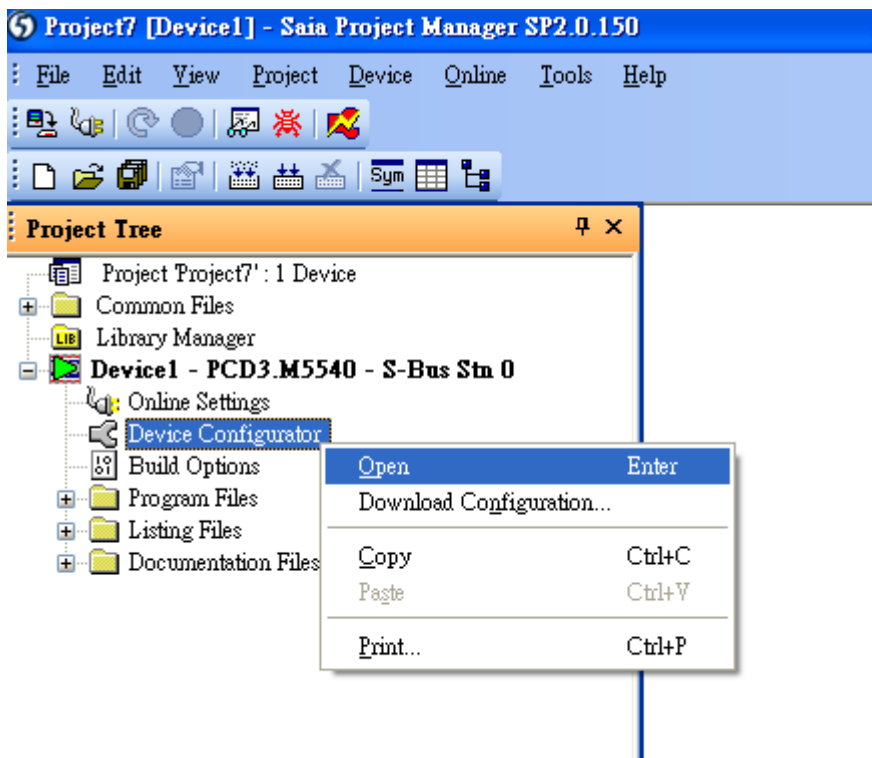 Project7 [Device1] - Saia Project Manager SP2.0.150
File Edit View Project Device Online Tools Help
Sym
Project Tree
Project 'Project7' : 1 Device
Common Files
LIB Library Manager
Device1 - PCD3.M5540 - S-Bus Stn 0
Online Settings
Device Configurator
Build Options
Program Files
Listing Files
Documentation Files
Open Enter
Download Configuration...
Copy Ctrl+C
Paste Ctrl+V
Print... Ctrl+P